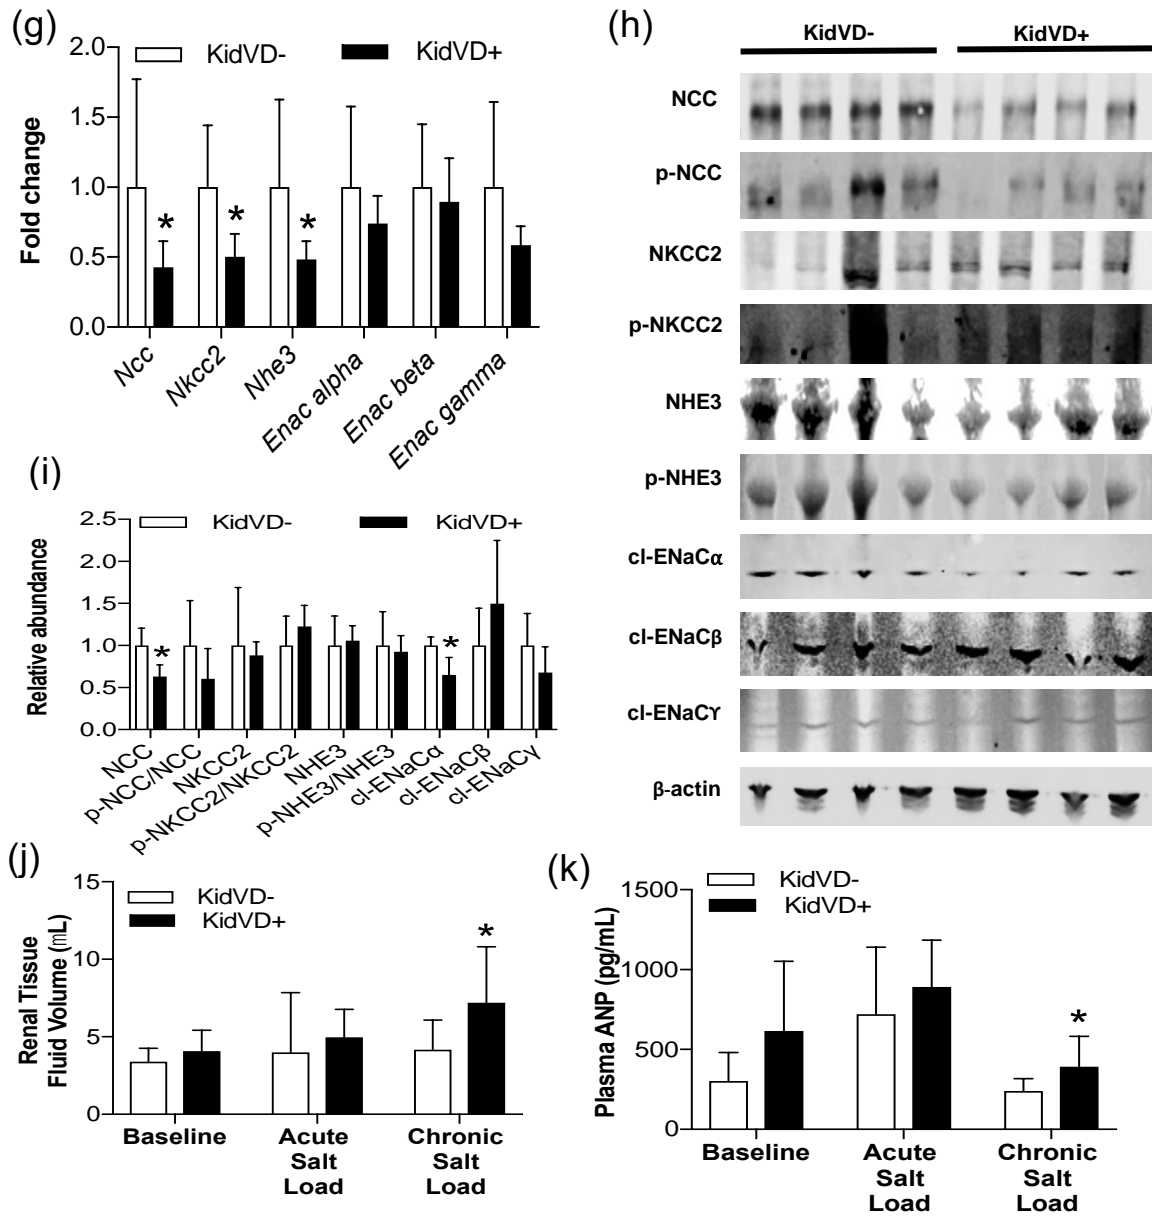 (g)
KidVD-
KidVD+
Fold change
2.0
1.5
1.0
0.5
0.0
*
*
*
Ncc
Nkcc2
Nhe3
Enac alpha
Enac beta
Enac gamma
(h)
KidVD-
KidVD+
NCC
p-NCC
NKCC2
p-NKCC2
NHE3
p-NHE3
cl-ENaCα
cl-ENaCβ
cl-ENaCϒ
β-actin
(i)
KidVD-
KidVD+
Relative abundance
2.5
2.0
1.5
1.0
0.5
0.0
*
*
NCC
p-NCC/NCC
NKCC2
p-NKCC2/NKCC2
NHE3
p-NHE3/NHE3
cl-ENaCα
cl-ENaCβ
cl-ENaCγ
(j)
KidVD-
KidVD+
Renal Tissue
Fluid Volume (mL)
15
10
5
0
*
Baseline
Acute
Salt
Load
Chronic
Salt
Load
(k)
KidVD-
KidVD+
Plasma ANP (pg/mL)
1500
1000
500
0
*
Baseline
Acute
Salt
Load
Chronic
Salt
Load